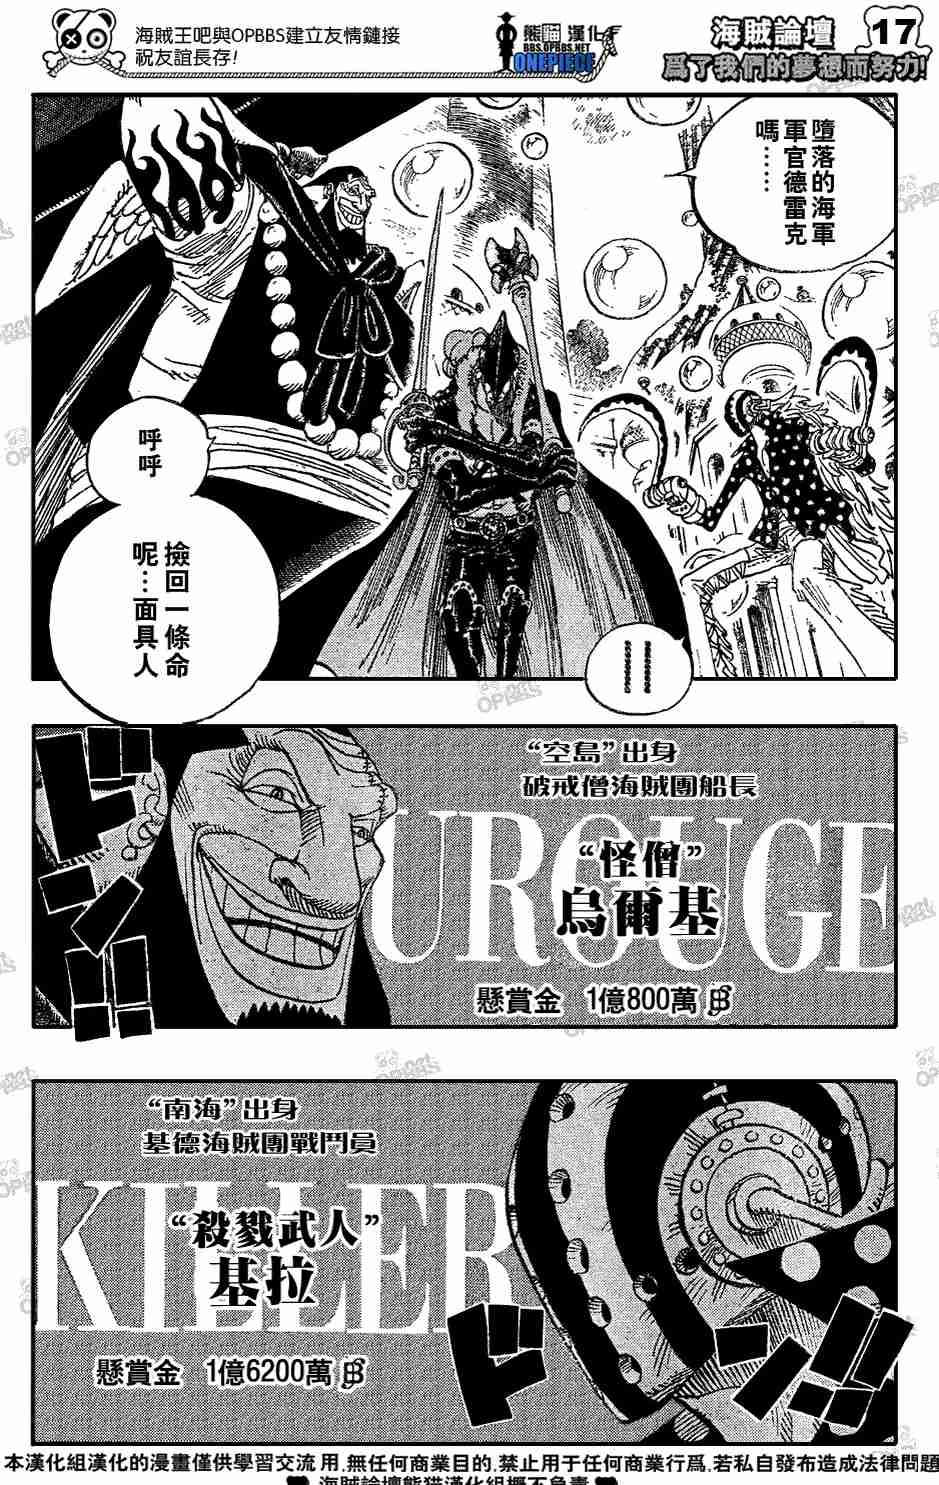 海賊王吧與OPBBS建立友情鏈接
祝友誼長存!
熊貓 漢化
BBS.OPBBS.NET
ONEPIECE
海賊論壇
爲了我們的夢想而努力!
17
墮落的海軍
軍官德雷克
嗎……
呼呼
撿回一條命
呢…面具人
…………
ドドン
“空島”出身
破戒僧海賊團船長
UROUGE
“怪僧”
烏爾基
懸賞金 1億800萬
“南海”出身
基德海賊團戰鬥員
KILLER
“殺戮武人”
基拉
懸賞金 1億6200萬
ドン!!
本漢化組漢化的漫畫僅供學習交流用,無任何商業目的,禁止用于任何商業行爲,若私自發布造成法律問題
海賊論壇熊猫漢化組概不負責